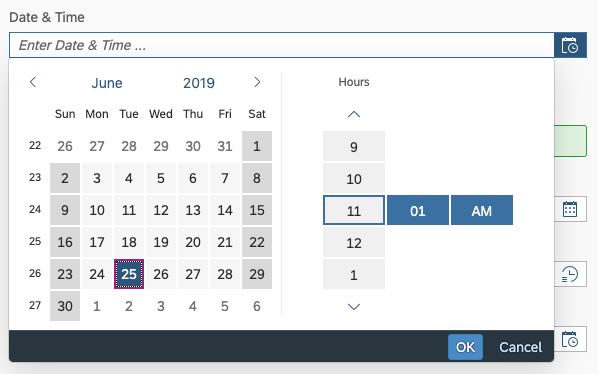 Date & Time
Enter Date & Time ...
June 2019
Hours
Sun Mon Tue Wed Thu Fri Sat
22 26 27 28 29 30 31 1
23 2 3 4 5 6 7 8
24 9 10 11 12 13 14 15
25 16 17 18 19 20 21 22
26 23 24 25 26 27 28 29
27 30 1 2 3 4 5 6
9
10
11 01 AM
12
1
OK Cancel